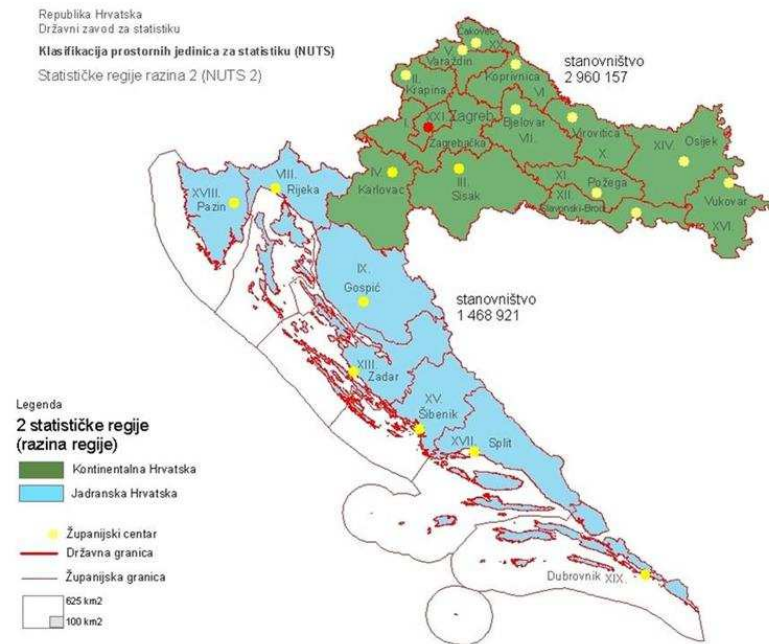 Republika Hrvatska
Državni zavod za statistiku
Klasifikacija prostornih jedinica za statistiku (NUTS)
Statističke regije razina 2 (NUTS 2)
stanovništvo
2 960 157
Čakovec
XX.
V.
Varaždin
II.
Krapina
Koprivnica
VI.
I.
XXI.
Zagreb
Zagrebačka
Bjelovar
VII.
Virovitica
X.
XIV.
Osijek
IV.
Karlovac
III.
Sisak
XI.
Požega
XII.
Slavonski-Brod
Vukovar
XVI.
VIII.
Rijeka
XVIII.
Pazin
IX.
Gospić
stanovništvo
1 468 921
XIII.
Zadar
XV.
Šibenik
XVII.
Split
Dubrovnik
XIX.
Legenda
2 statističke regije
(razina regije)
Kontinentalna Hrvatska
Jadranska Hrvatska
Županijski centar
Državna granica
Županijska granica
625 km2
100 km2